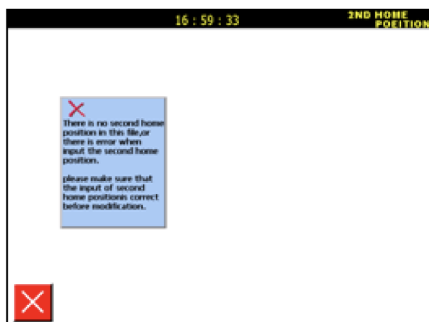 16 : 59 : 33
2ND HOME
POEITION
There is no second home
position in this file,or
there is error when
input the second home
position.
please make sure that
the input of second
home positionis correct
before modification.